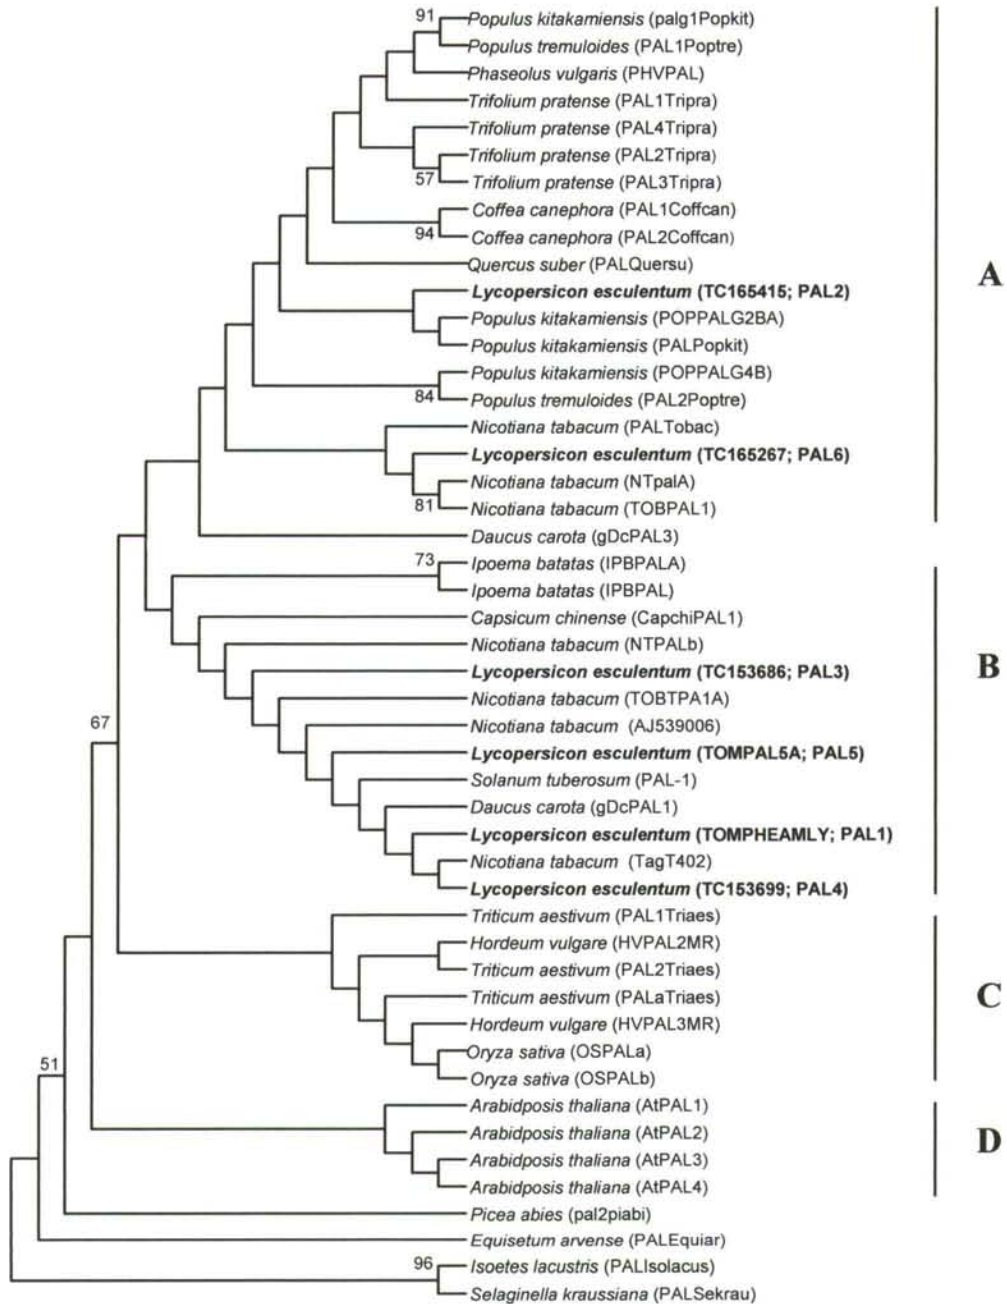 91
Populus kitakamiensis (palg1Popkit)
Populus tremuloides (PAL1Poptre)
Phaseolus vulgaris (PHVPAL)
Trifolium pratense (PAL1Tripra)
Trifolium pratense (PAL4Tripra)
Trifolium pratense (PAL2Tripra)
57
Trifolium pratense (PAL3Tripra)
Coffea canephora (PAL1Coffcan)
94
Coffea canephora (PAL2Coffcan)
Quercus suber (PALQuersu)
A
Lycopersicon esculentum (TC165415; PAL2)
Populus kitakamiensis (POPPALG2BA)
Populus kitakamiensis (PALPopkit)
Populus kitakamiensis (POPPALG4B)
84
Populus tremuloides (PAL2Poptre)
Nicotiana tabacum (PALTobac)
Lycopersicon esculentum (TC165267; PAL6)
Nicotiana tabacum (NTpalA)
81
Nicotiana tabacum (TOBPAL1)
Daucus carota (gDcPAL3)
73
Ipoema batatas (IPBPALA)
Ipoema batatas (IPBPAL)
Capsicum chinense (CapchiPAL1)
Nicotiana tabacum (NTPALb)
Lycopersicon esculentum (TC153686; PAL3)
B
Nicotiana tabacum (TOBTPA1A)
67
Nicotiana tabacum (AJ539006)
Lycopersicon esculentum (TOMPAL5A; PAL5)
Solanum tuberosum (PAL-1)
Daucus carota (gDcPAL1)
Lycopersicon esculentum (TOMPHEAMLY; PAL1)
Nicotiana tabacum (TagT402)
Lycopersicon esculentum (TC153699; PAL4)
Triticum aestivum (PAL1Triaes)
Hordeum vulgare (HVPAL2MR)
Triticum aestivum (PAL2Triaes)
Triticum aestivum (PALaTriaes)
C
Hordeum vulgare (HVPAL3MR)
Oryza sativa (OSPALa)
51
Oryza sativa (OSPALb)
Arabidposis thaliana (AtPAL1)
Arabidposis thaliana (AtPAL2)
D
Arabidposis thaliana (AtPAL3)
Arabidposis thaliana (AtPAL4)
Picea abies (pal2piabi)
Equisetum arvense (PALEquiar)
96
Isoetes lacustris (PALIsolacus)
Selaginella kraussiana (PALSekrau)